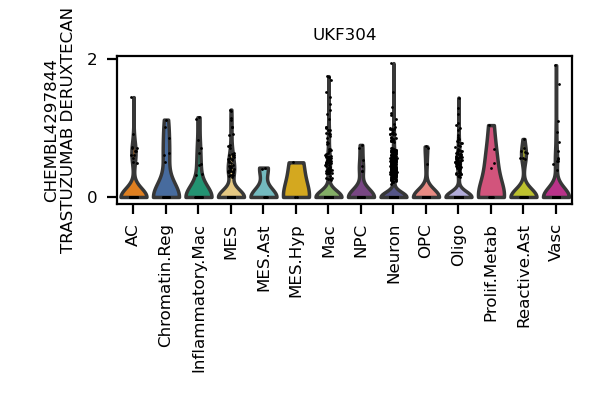 UKF304
CHEMBL4297844
TRASTUZUMAB DERUXTECAN
2
0
AC
Chromatin.Reg
Inflammatory.Mac
MES
MES.Ast
MES.Hyp
Mac
NPC
Neuron
OPC
Oligo
Prolif.Metab
Reactive.Ast
Vasc